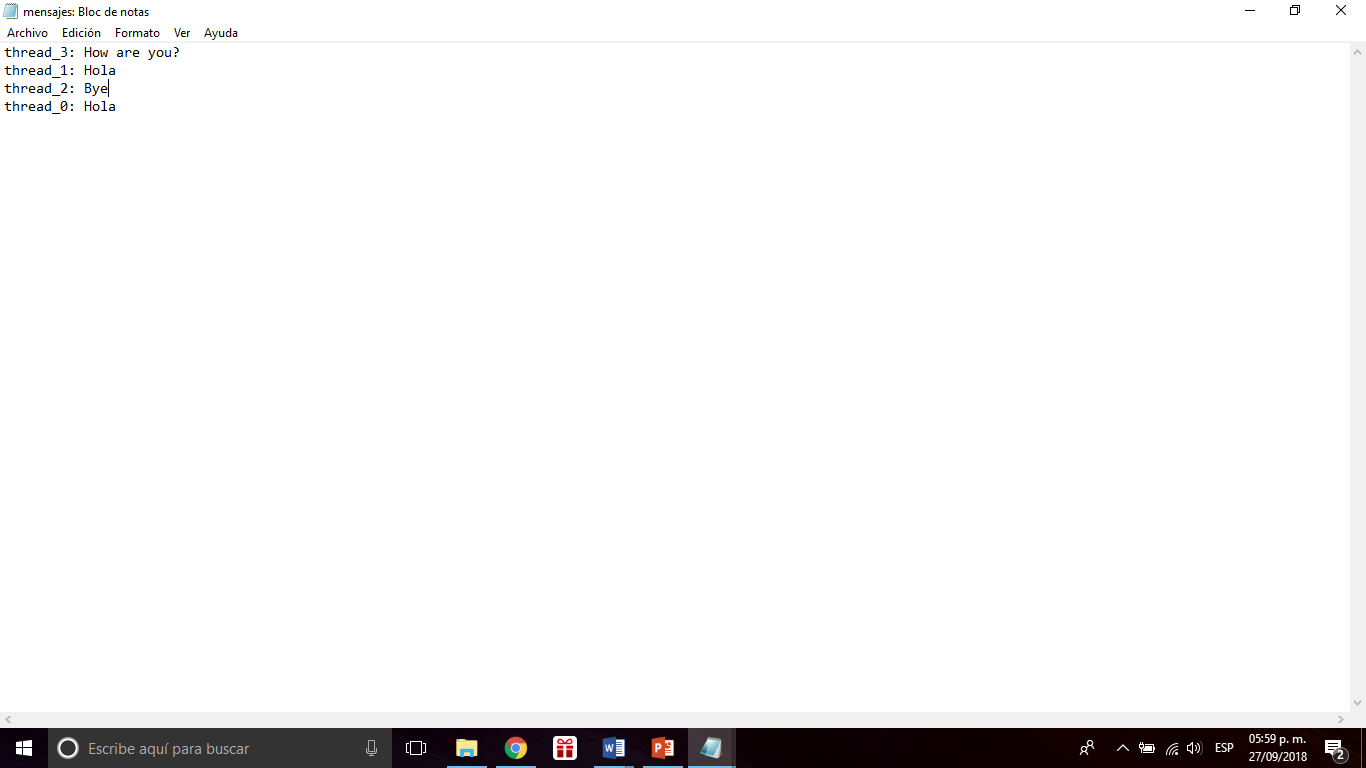 mensajes: Bloc de notas
Archivo Edición Formato Ver Ayuda
thread_3: How are you?
thread_1: Hola
thread_2: Bye
thread_0: Hola
Escribe aquí para buscar
ESP
05:59 p. m.
27/09/2018
2